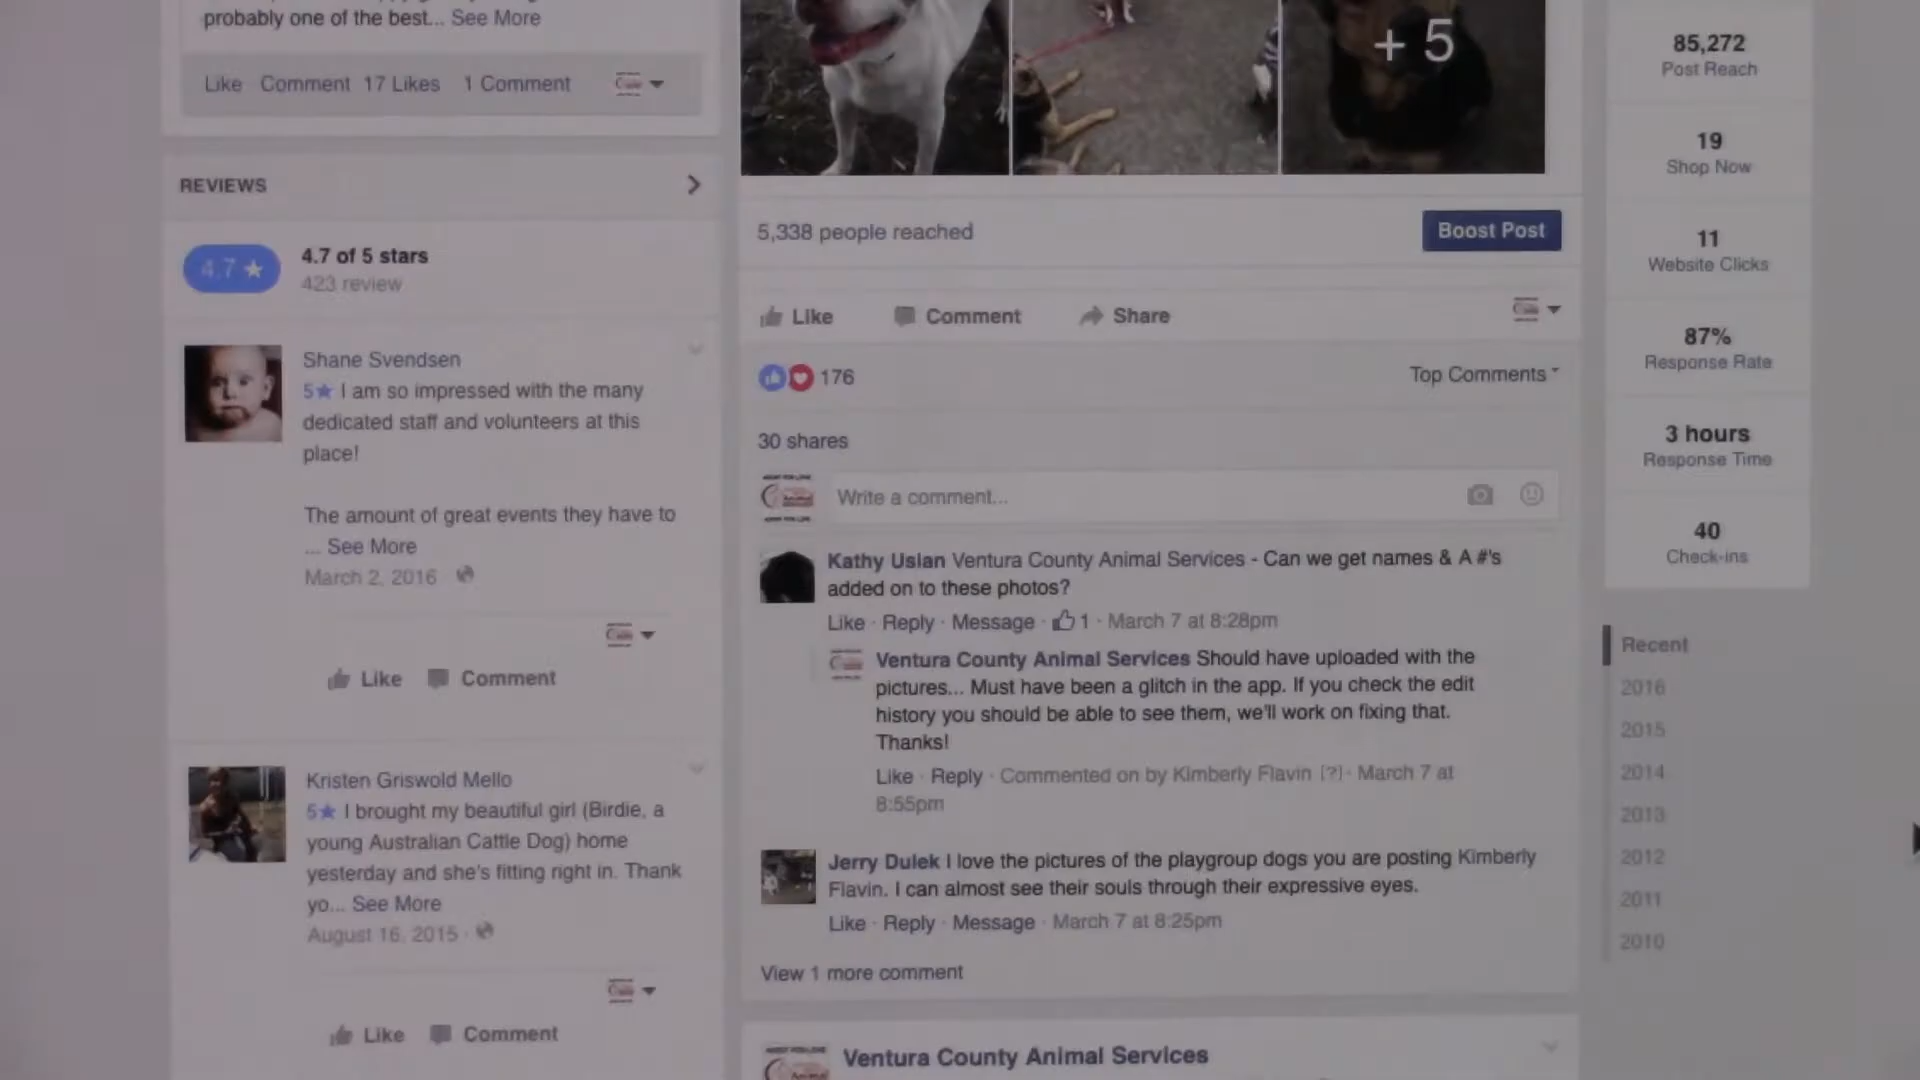 probably one of the best... See More
Like Comment 17 Likes 1 Comment
REVIEWS
4.7 ★
4.7 of 5 stars
423 review
Shane Svendsen
5★ I am so impressed with the many
dedicated staff and volunteers at this
place!
The amount of great events they have to
... See More
March 2, 2016
Like Comment
Kristen Griswold Mello
5★ I brought my beautiful girl (Birdie, a
young Australian Cattle Dog) home
yesterday and she's fitting right in. Thank
yo... See More
August 16, 2015 ·
Like Comment
+ 5
5,338 people reached
Boost Post
Like Comment Share
176
Top Comments
30 shares
Write a comment...
Kathy Uslan Ventura County Animal Services - Can we get names & A #'s
added on to these photos?
Like · Reply · Message · 1 · March 7 at 8:28pm
Ventura County Animal Services Should have uploaded with the
pictures... Must have been a glitch in the app. If you check the edit
history you should be able to see them, we'll work on fixing that.
Thanks!
Like · Reply · Commented on by Kimberly Flavin [?] · March 7 at
8:55pm
Jerry Dulek I love the pictures of the playgroup dogs you are posting Kimberly
Flavin. I can almost see their souls through their expressive eyes.
Like · Reply · Message · March 7 at 8:25pm
View 1 more comment
Ventura County Animal Services
85,272
Post Reach
19
Shop Now
11
Website Clicks
87%
Response Rate
3 hours
Response Time
40
Check-ins
Recent
2016
2015
2014
2013
2012
2011
2010